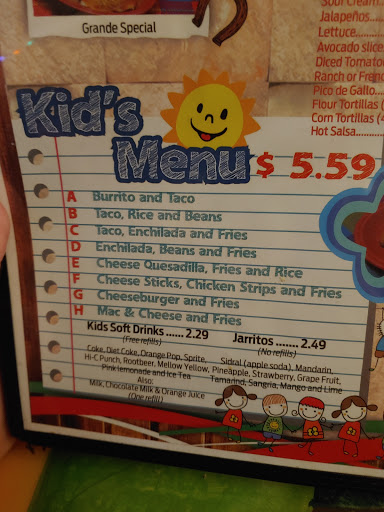 Grande Special
Sour Cream
Jalapeños
Lettuce
Avocado slice
Diced Tomato
Ranch or Fren
Pico de Gallo
Flour Tortillas (
Corn Tortillas (4
Hot Salsa
Kid's
Menu $ 5.59
A Burrito and Taco
B Taco, Rice and Beans
C Taco, Enchilada and Fries
D Enchilada, Beans and Fries
E Cheese Quesadilla, Fries and Rice
F Cheese Sticks, Chicken Strips and Fries
G Cheeseburger and Fries
H Mac & Cheese and Fries
Kids Soft Drinks ...... 2.29
(Free refills)
Coke, Diet Coke, Orange Pop, Sprite,
Hi-C Punch, Rootbeer, Mellow Yellow,
Pink lemonade and Ice Tea
Also:
Milk, Chocolate Milk & Orange Juice
(One refill)
Jarritos ....... 2.49
(No refills)
Sidral (apple soda), Mandarin,
Pineapple, Strawberry, Grape Fruit,
Tamarind, Sangria, Mango and Lime